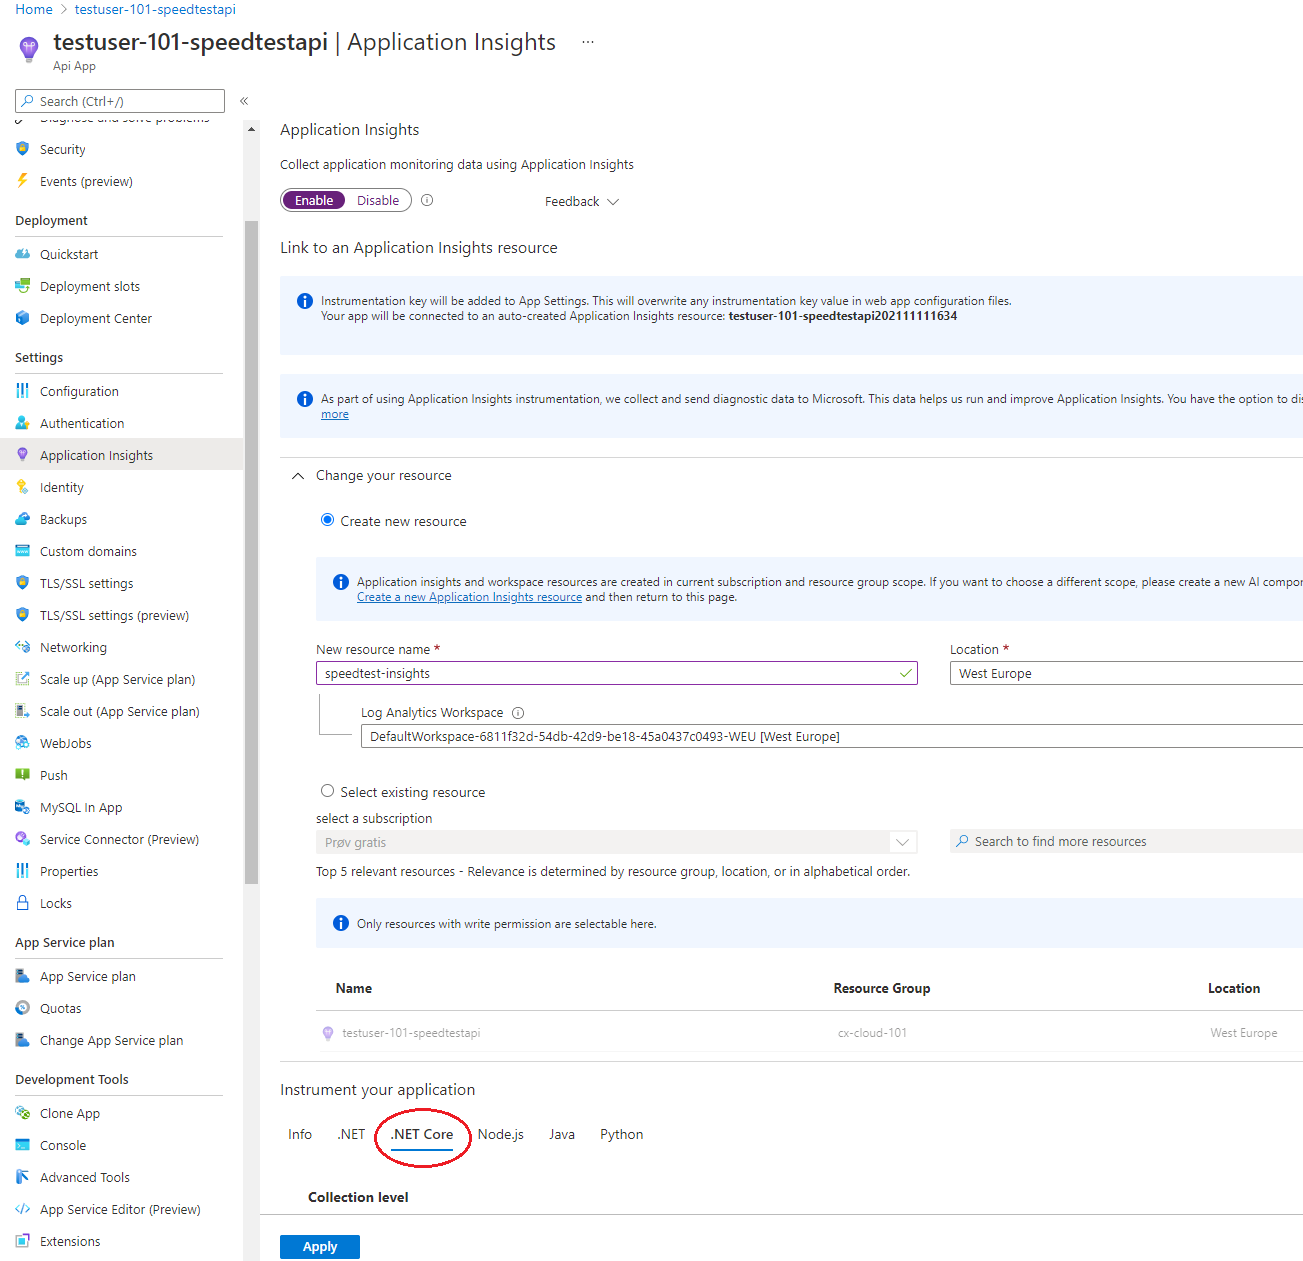 Home > testuser-101-speedtestapi
testuser-101-speedtestapi | Application Insights ...
Api App
Search (Ctrl+/)
«
Diagnose and solve problems
Security
Events (preview)
Deployment
Quickstart
Deployment slots
Deployment Center
Settings
Configuration
Authentication
Application Insights
Identity
Backups
Custom domains
TLS/SSL settings
TLS/SSL settings (preview)
Networking
Scale up (App Service plan)
Scale out (App Service plan)
WebJobs
Push
MySQL In App
Service Connector (Preview)
Properties
Locks
App Service plan
App Service plan
Quotas
Change App Service plan
Development Tools
Clone App
Console
Advanced Tools
App Service Editor (Preview)
Extensions
Application Insights
Collect application monitoring data using Application Insights
Enable Disable Feedback
Link to an Application Insights resource
Instrumentation key will be added to App Settings. This will overwrite any instrumentation key value in web app configuration files.
Your app will be connected to an auto-created Application Insights resource: testuser-101-speedtestapi202111111634
As part of using Application Insights instrumentation, we collect and send diagnostic data to Microsoft. This data helps us run and improve Application Insights. You have the option to dis
more
Change your resource
Create new resource
Application insights and workspace resources are created in current subscription and resource group scope. If you want to choose a different scope, please create a new AI compor
Create a new Application Insights resource and then return to this page.
New resource name * Location *
speedtest-insights West Europe
Log Analytics Workspace
DefaultWorkspace-6811f32d-54db-42d9-be18-45a0437c0493-WEU [West Europe]
Select existing resource
select a subscription
Prøv gratis Search to find more resources
Top 5 relevant resources - Relevance is determined by resource group, location, or in alphabetical order.
Only resources with write permission are selectable here.
Name Resource Group Location
testuser-101-speedtestapi cx-cloud-101 West Europe
Instrument your application
Info .NET .NET Core Node.js Java Python
Collection level
Apply